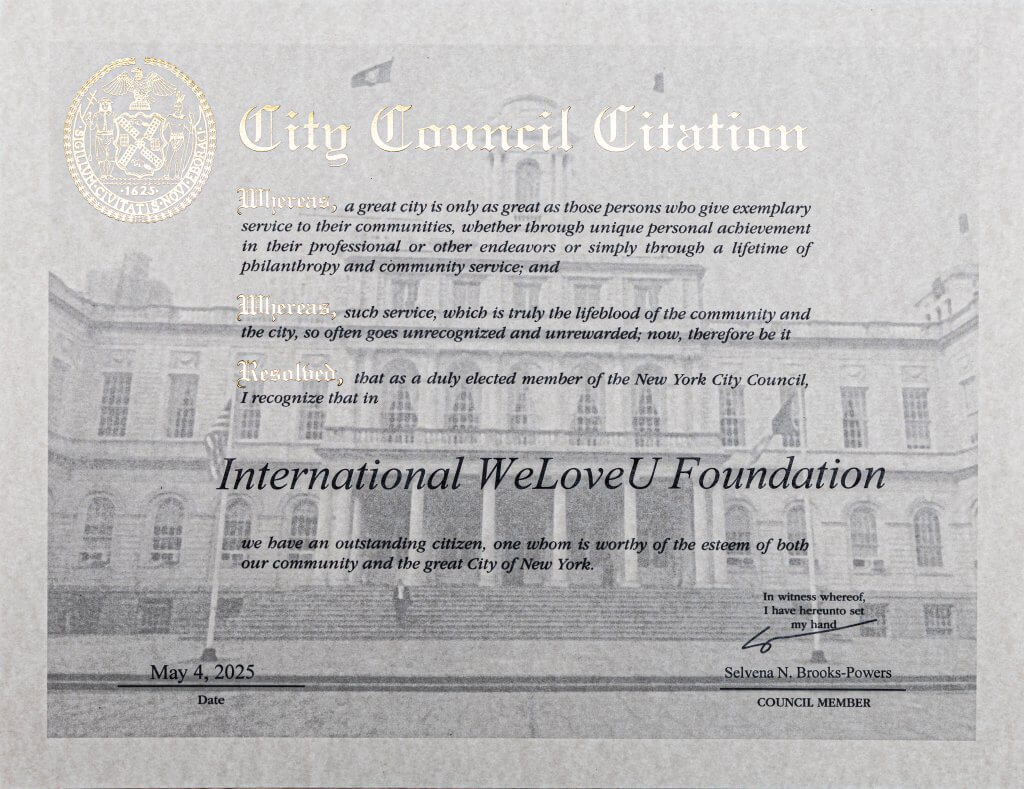 SIGILLUM·CIVITATIS·NOVI·EBORACI
·1625·
City Council Citation
Whereas, a great city is only as great as those persons who give exemplary
service to their communities, whether through unique personal achievement
in their professional or other endeavors or simply through a lifetime of
philanthropy and community service; and
Whereas, such service, which is truly the lifeblood of the community and
the city, so often goes unrecognized and unrewarded; now, therefore be it
Resolved, that as a duly elected member of the New York City Council,
I recognize that in
International WeLoveU Foundation
we have an outstanding citizen, one whom is worthy of the esteem of both
our community and the great City of New York.
In witness whereof,
I have hereunto set
my hand
May 4, 2025
Date
Selvena N. Brooks-Powers
COUNCIL MEMBER